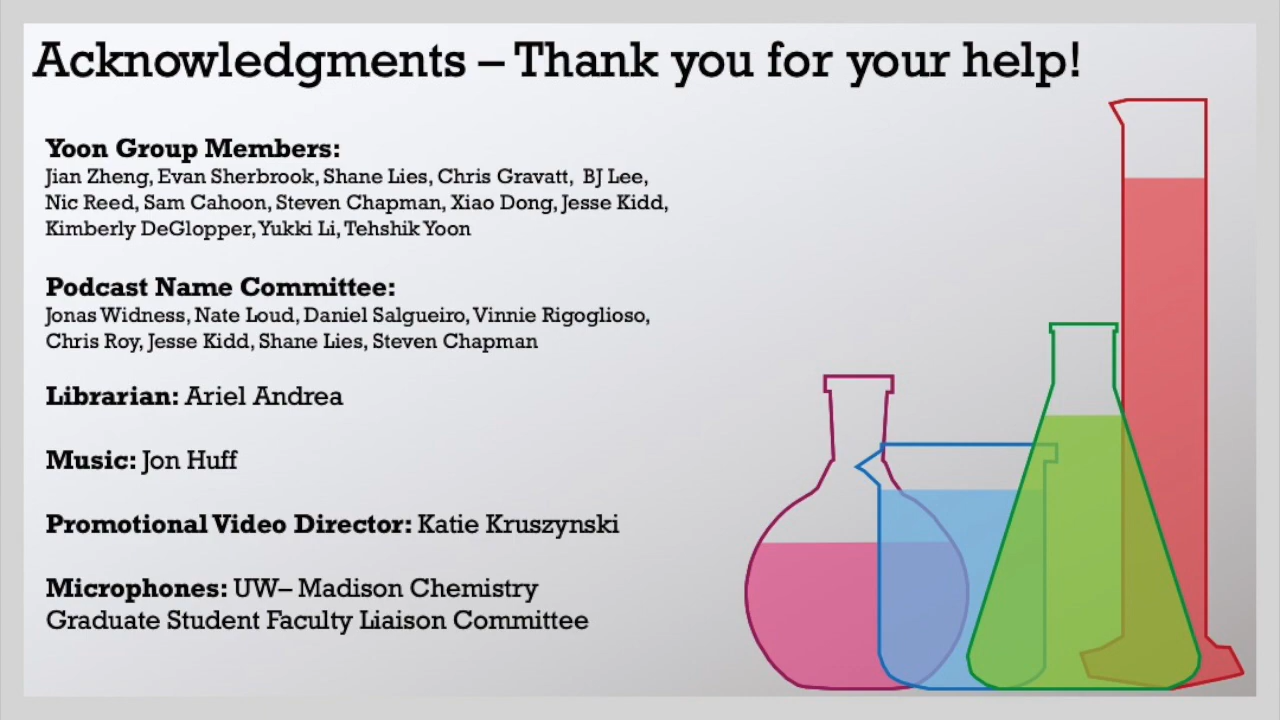 Acknowledgments – Thank you for your help!
Yoon Group Members:
Jian Zheng, Evan Sherbrook, Shane Lies, Chris Gravatt, BJ Lee,
Nic Reed, Sam Cahoon, Steven Chapman, Xiao Dong, Jesse Kidd,
Kimberly DeGlopper, Yukki Li, Tehshik Yoon
Podcast Name Committee:
Jonas Widness, Nate Loud, Daniel Salgueiro, Vinnie Rigoglioso,
Chris Roy, Jesse Kidd, Shane Lies, Steven Chapman
Librarian: Ariel Andrea
Music: Jon Huff
Promotional Video Director: Katie Kruszynski
Microphones: UW– Madison Chemistry
Graduate Student Faculty Liaison Committee